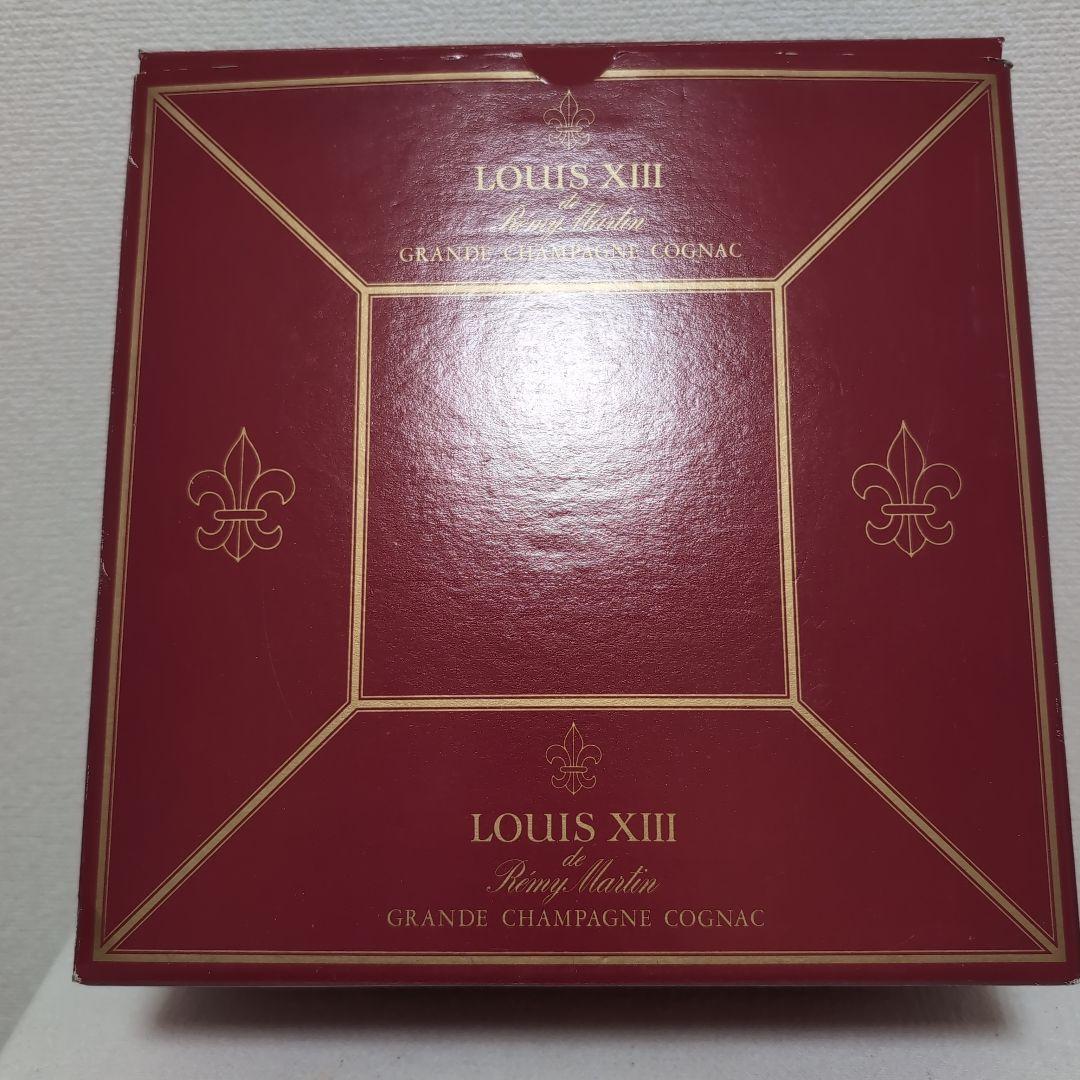 LOUIS XIII
de
Rémy Martin
GRANDE CHAMPAGNE COGNAC
LOUIS XIII
de
Rémy Martin
GRANDE CHAMPAGNE COGNAC